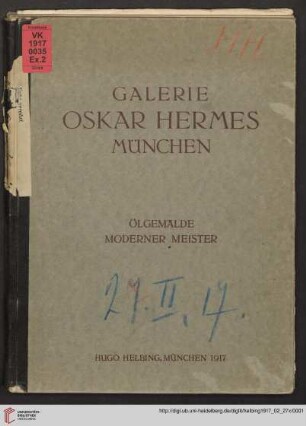 VK
1917
0035
Ex.2
GALERIE
OSKAR HERMES
MÜNCHEN
ÖLGEMÄLDE
MODERNER MEISTER
27. II. 17.
HUGO HELBING, MÜNCHEN 1917
http://digi.ub.uni-heidelberg.de/diglit/helbing1917_02_27x/0001